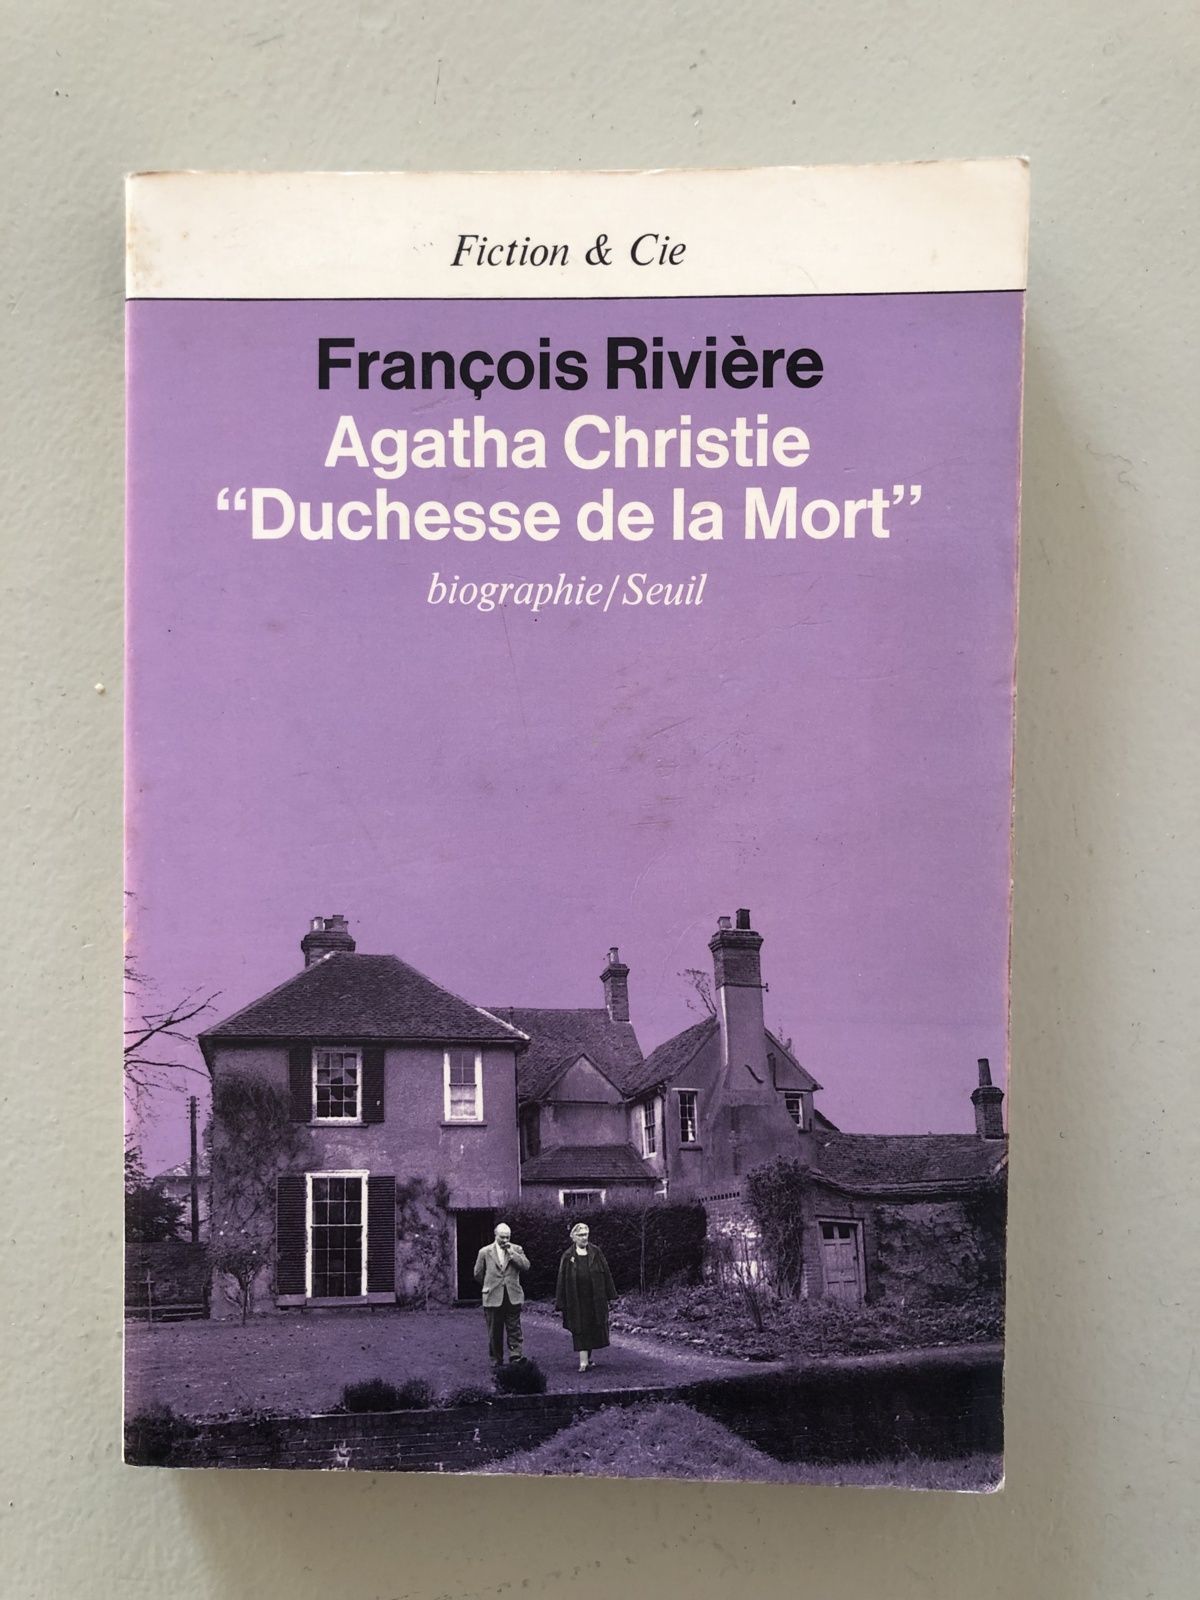 Fiction & Cie
François Rivière
Agatha Christie
“Duchesse de la Mort”
biographie/Seuil